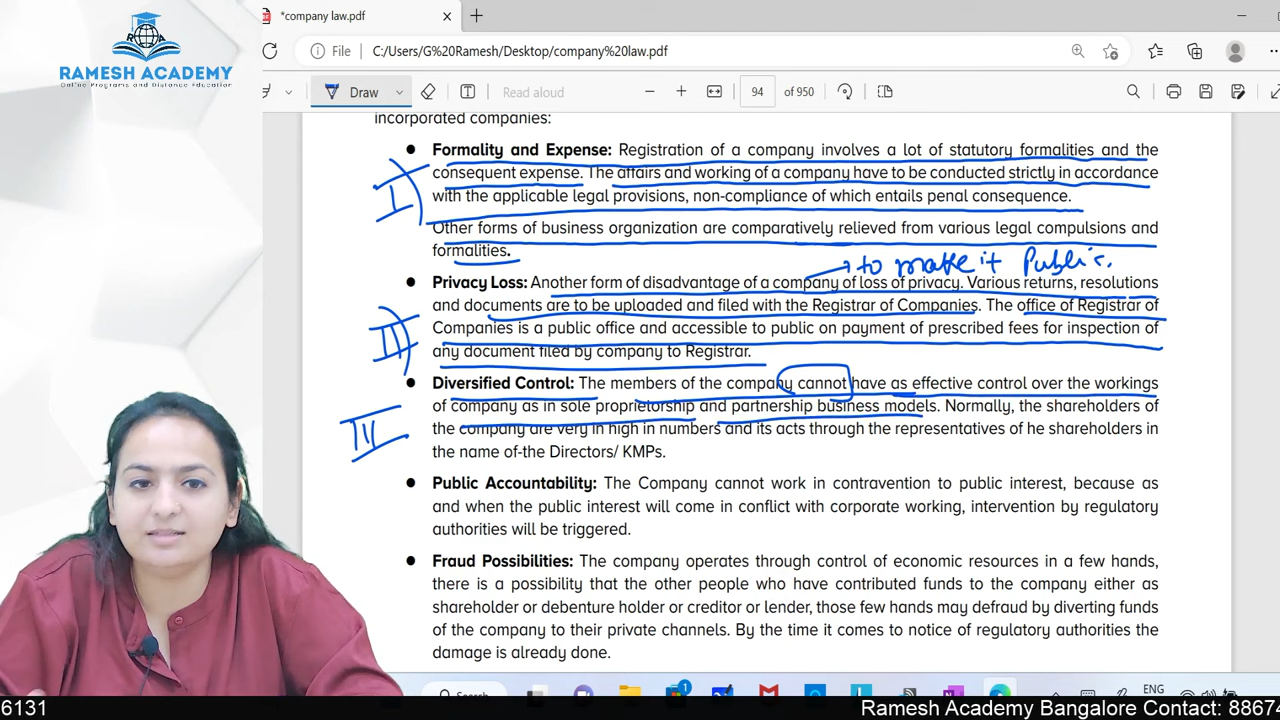 *company law.pdf
RAMESH ACADEMY
Online Programs and Distance Education
File C:/Users/G%20Ramesh/Desktop/company%20law.pdf
Draw
Read aloud
94 of 950
incorporated companies:
• Formality and Expense: Registration of a company involves a lot of statutory formalities and the
consequent expense. The affairs and working of a company have to be conducted strictly in accordance
I)
with the applicable legal provisions, non-compliance of which entails penal consequence.
Other forms of business organization are comparatively relieved from various legal compulsions and
formalities.
→ to make it Public.
• Privacy Loss: Another form of disadvantage of a company of loss of privacy. Various returns, resolutions
and documents are to be uploaded and filed with the Registrar of Companies. The office of Registrar of
II)
Companies is a public office and accessible to public on payment of prescribed fees for inspection of
any document filed by company to Registrar.
• Diversified Control: The members of the company cannot have as effective control over the workings
of company as in sole proprietorship and partnership business models. Normally, the shareholders of
III
the company are very in high in numbers and its acts through the representatives of he shareholders in
the name of-the Directors/ KMPs.
• Public Accountability: The Company cannot work in contravention to public interest, because as
and when the public interest will come in conflict with corporate working, intervention by regulatory
authorities will be triggered.
• Fraud Possibilities: The company operates through control of economic resources in a few hands,
there is a possibility that the other people who have contributed funds to the company either as
shareholder or debenture holder or creditor or lender, those few hands may defraud by diverting funds
of the company to their private channels. By the time it comes to notice of regulatory authorities the
damage is already done.
Search
1
ENG
6131
Ramesh Academy Bangalore Contact: 88674